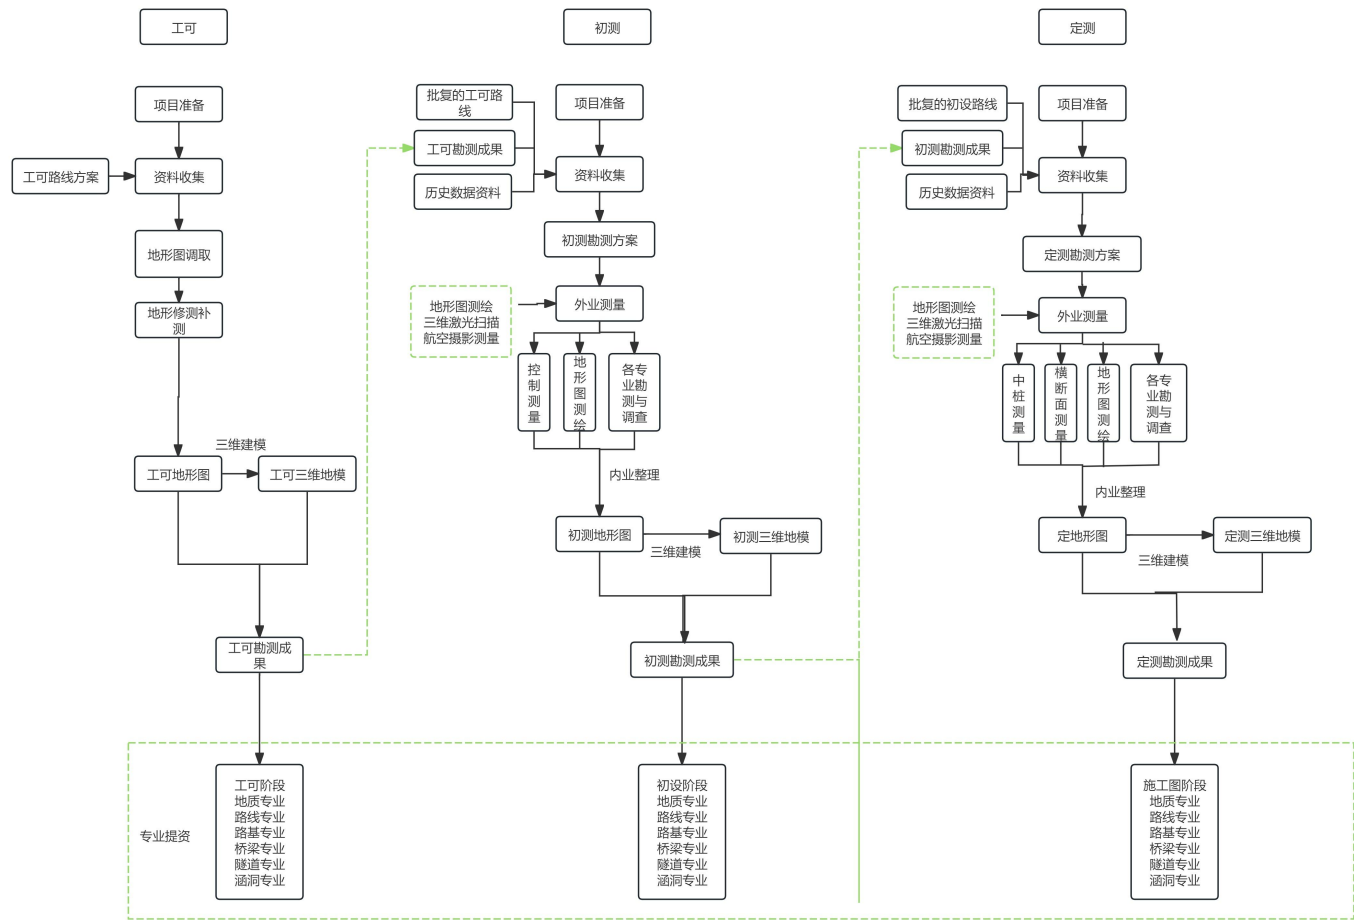 工可
初测
定测
项目准备
工可路线方案
资料收集
地形图调取
地形修测补
测
三维建模
工可地形图
工可三维地模
工可勘测成
果
批复的工可路
线
项目准备
工可勘测成果
历史数据资料
资料收集
初测勘测方案
地形图测绘
三维激光扫描
航空摄影测量
外业测量
控
制
测
量
地
形
图
测
绘
各专
业勘
测与
调查
内业整理
初测地形图
三维建模
初测三维地模
初测勘测成果
批复的初设路线
项目准备
初测勘测成果
历史数据资料
资料收集
定测勘测方案
地形图测绘
三维激光扫描
航空摄影测量
外业测量
中
桩
测
量
横
断
面
测
量
地
形
图
测
绘
各专
业勘
测与
调查
内业整理
定地形图
三维建模
定测三维地模
定测勘测成果
专业提资
工可阶段
地质专业
路线专业
路基专业
桥梁专业
隧道专业
涵洞专业
初设阶段
地质专业
路线专业
路基专业
桥梁专业
隧道专业
涵洞专业
施工图阶段
地质专业
路线专业
路基专业
桥梁专业
隧道专业
涵洞专业